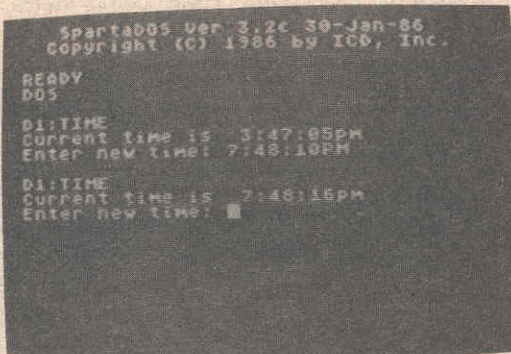 SpartaDOS Ver 3.2c 30-Jan-86
Copyright (C) 1986 by ICD, Inc.
READY
DOS
D1:TIME
Current time is 3:47:05pm
Enter new time: 7:48:10PM
D1:TIME
Current time is 7:48:16pm
Enter new time: